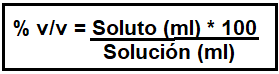 % v/v = Soluto (ml) * 100
Solución (ml)